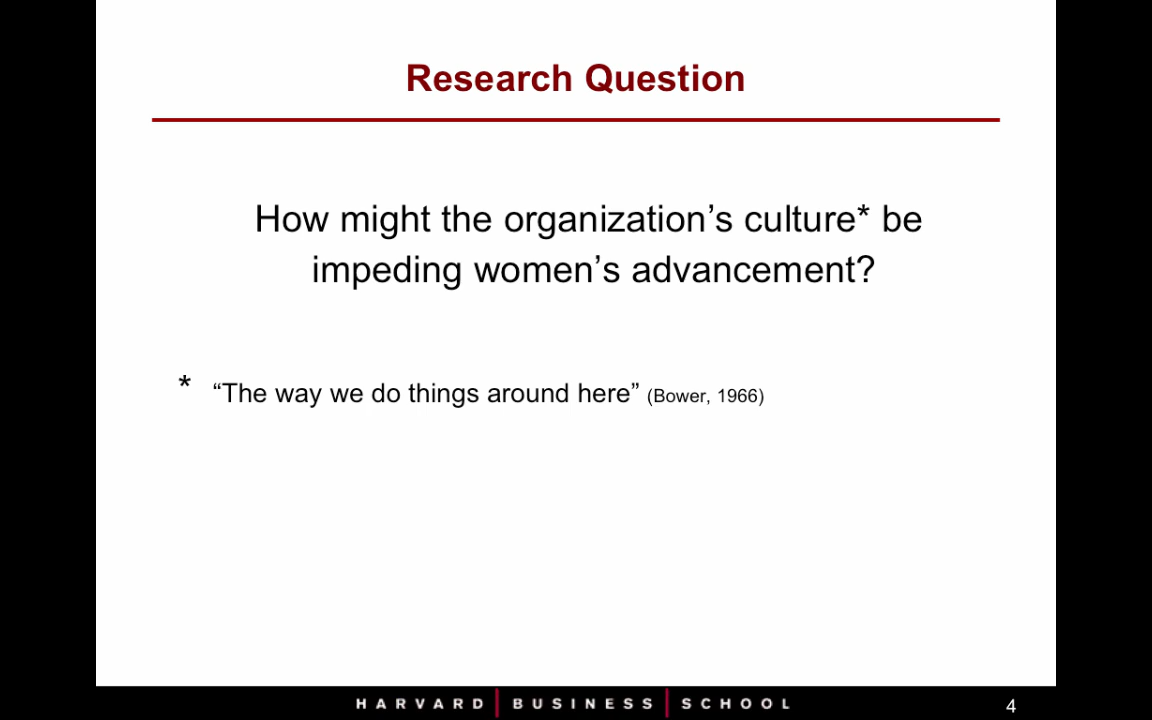 Research Question
How might the organization’s culture* be
impeding women’s advancement?
* “The way we do things around here” (Bower, 1966)
HARVARD BUSINESS SCHOOL
4